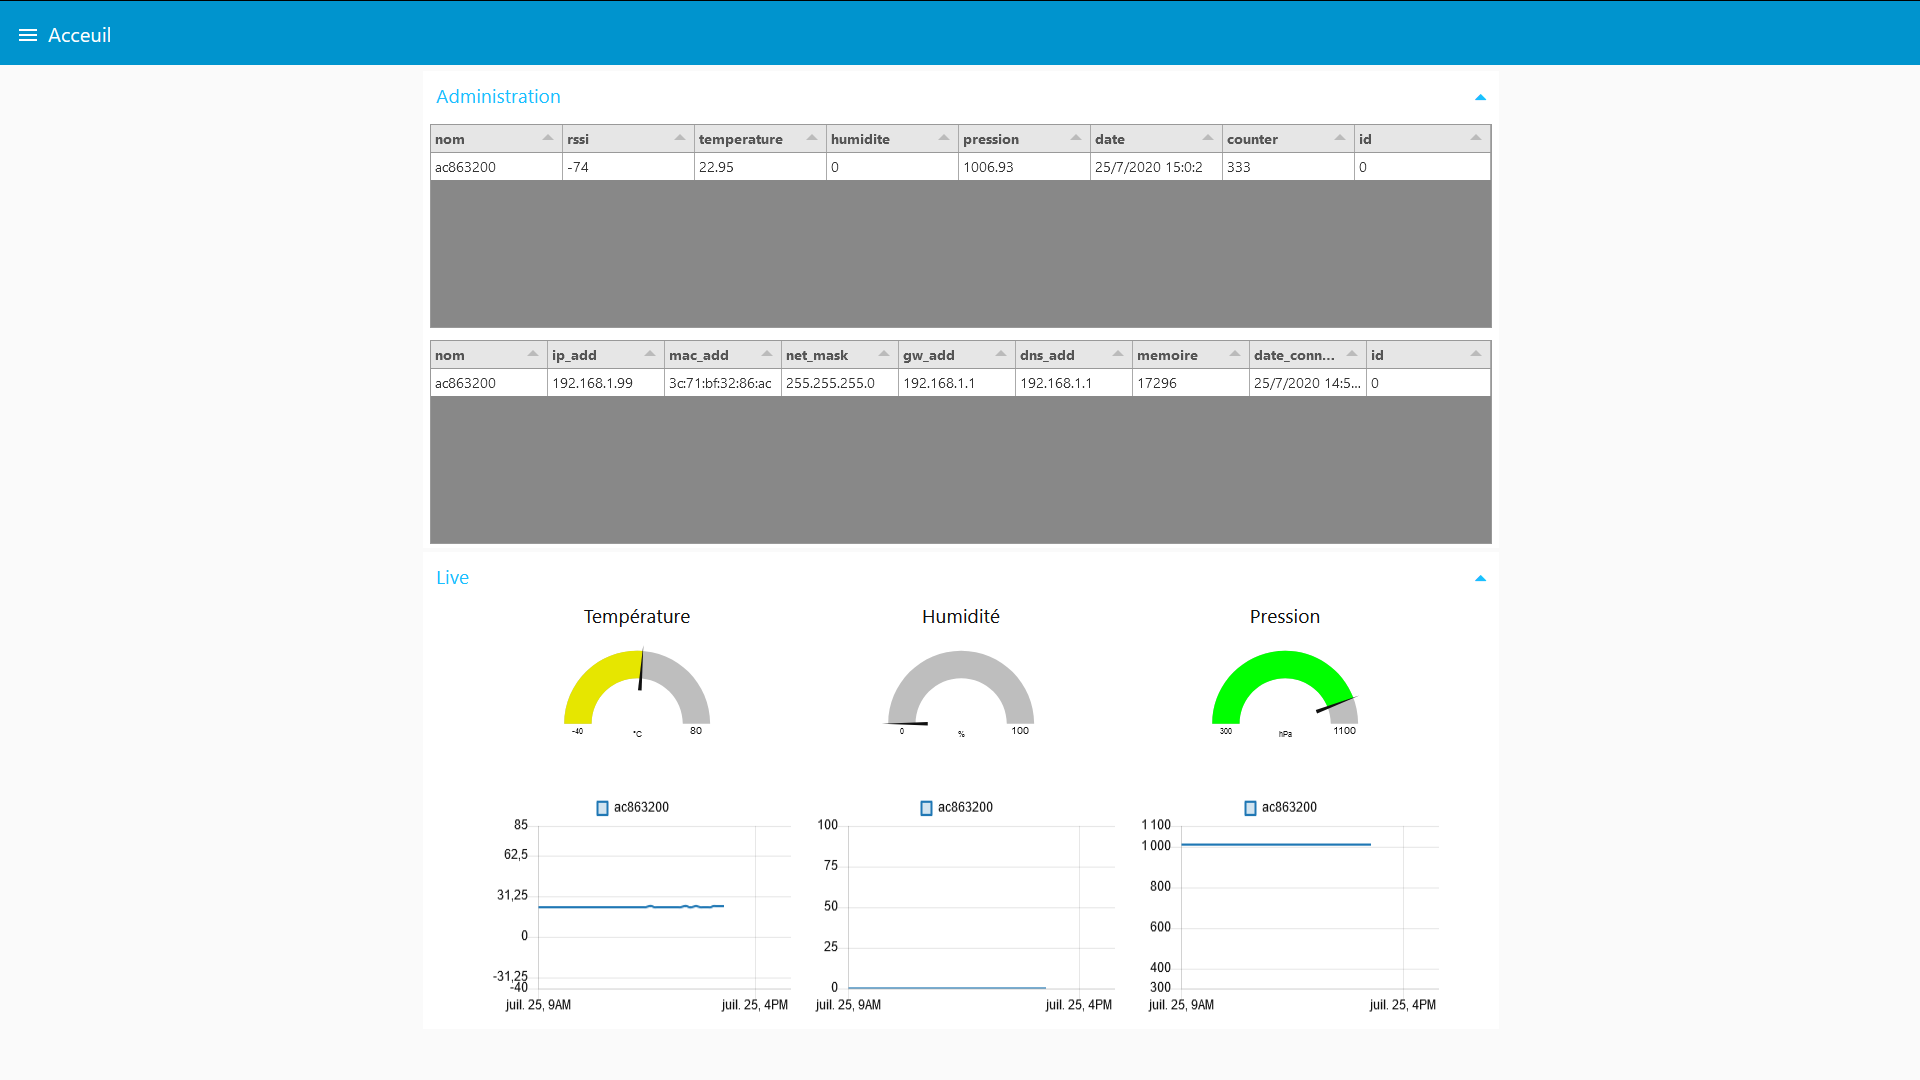 Acceuil
Administration
nom rssi temperature humidite pression date counter id
ac863200 -74 22.95 0 1006.93 25/7/2020 15:0:2 333 0
nom ip_add mac_add net_mask gw_add dns_add memoire date_conn... id
ac863200 192.168.1.99 3c:71:bf:32:86:ac 255.255.255.0 192.168.1.1 192.168.1.1 17296 25/7/2020 14:5... 0
Live
Température Humidité Pression
-40 °C 80 0 % 100 300 hPa 1100
ac863200 ac863200 ac863200
85 100 1 100
62,5 75 1 000
31,25 50 800
0 25 600
-31,25 400
-40 0 300
juil. 25, 9AM juil. 25, 4PM juil. 25, 9AM juil. 25, 4PM juil. 25, 9AM juil. 25, 4PM